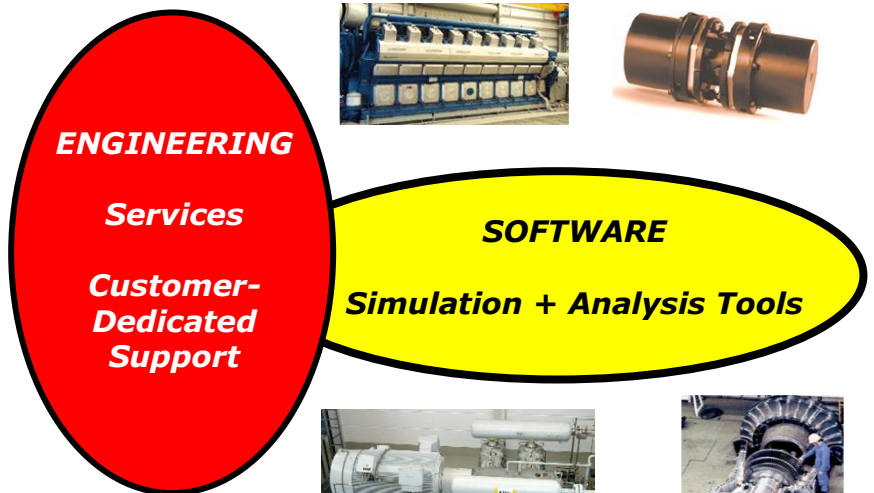 ENGINEERING
Services
Customer-
Dedicated
Support
SOFTWARE
Simulation + Analysis Tools